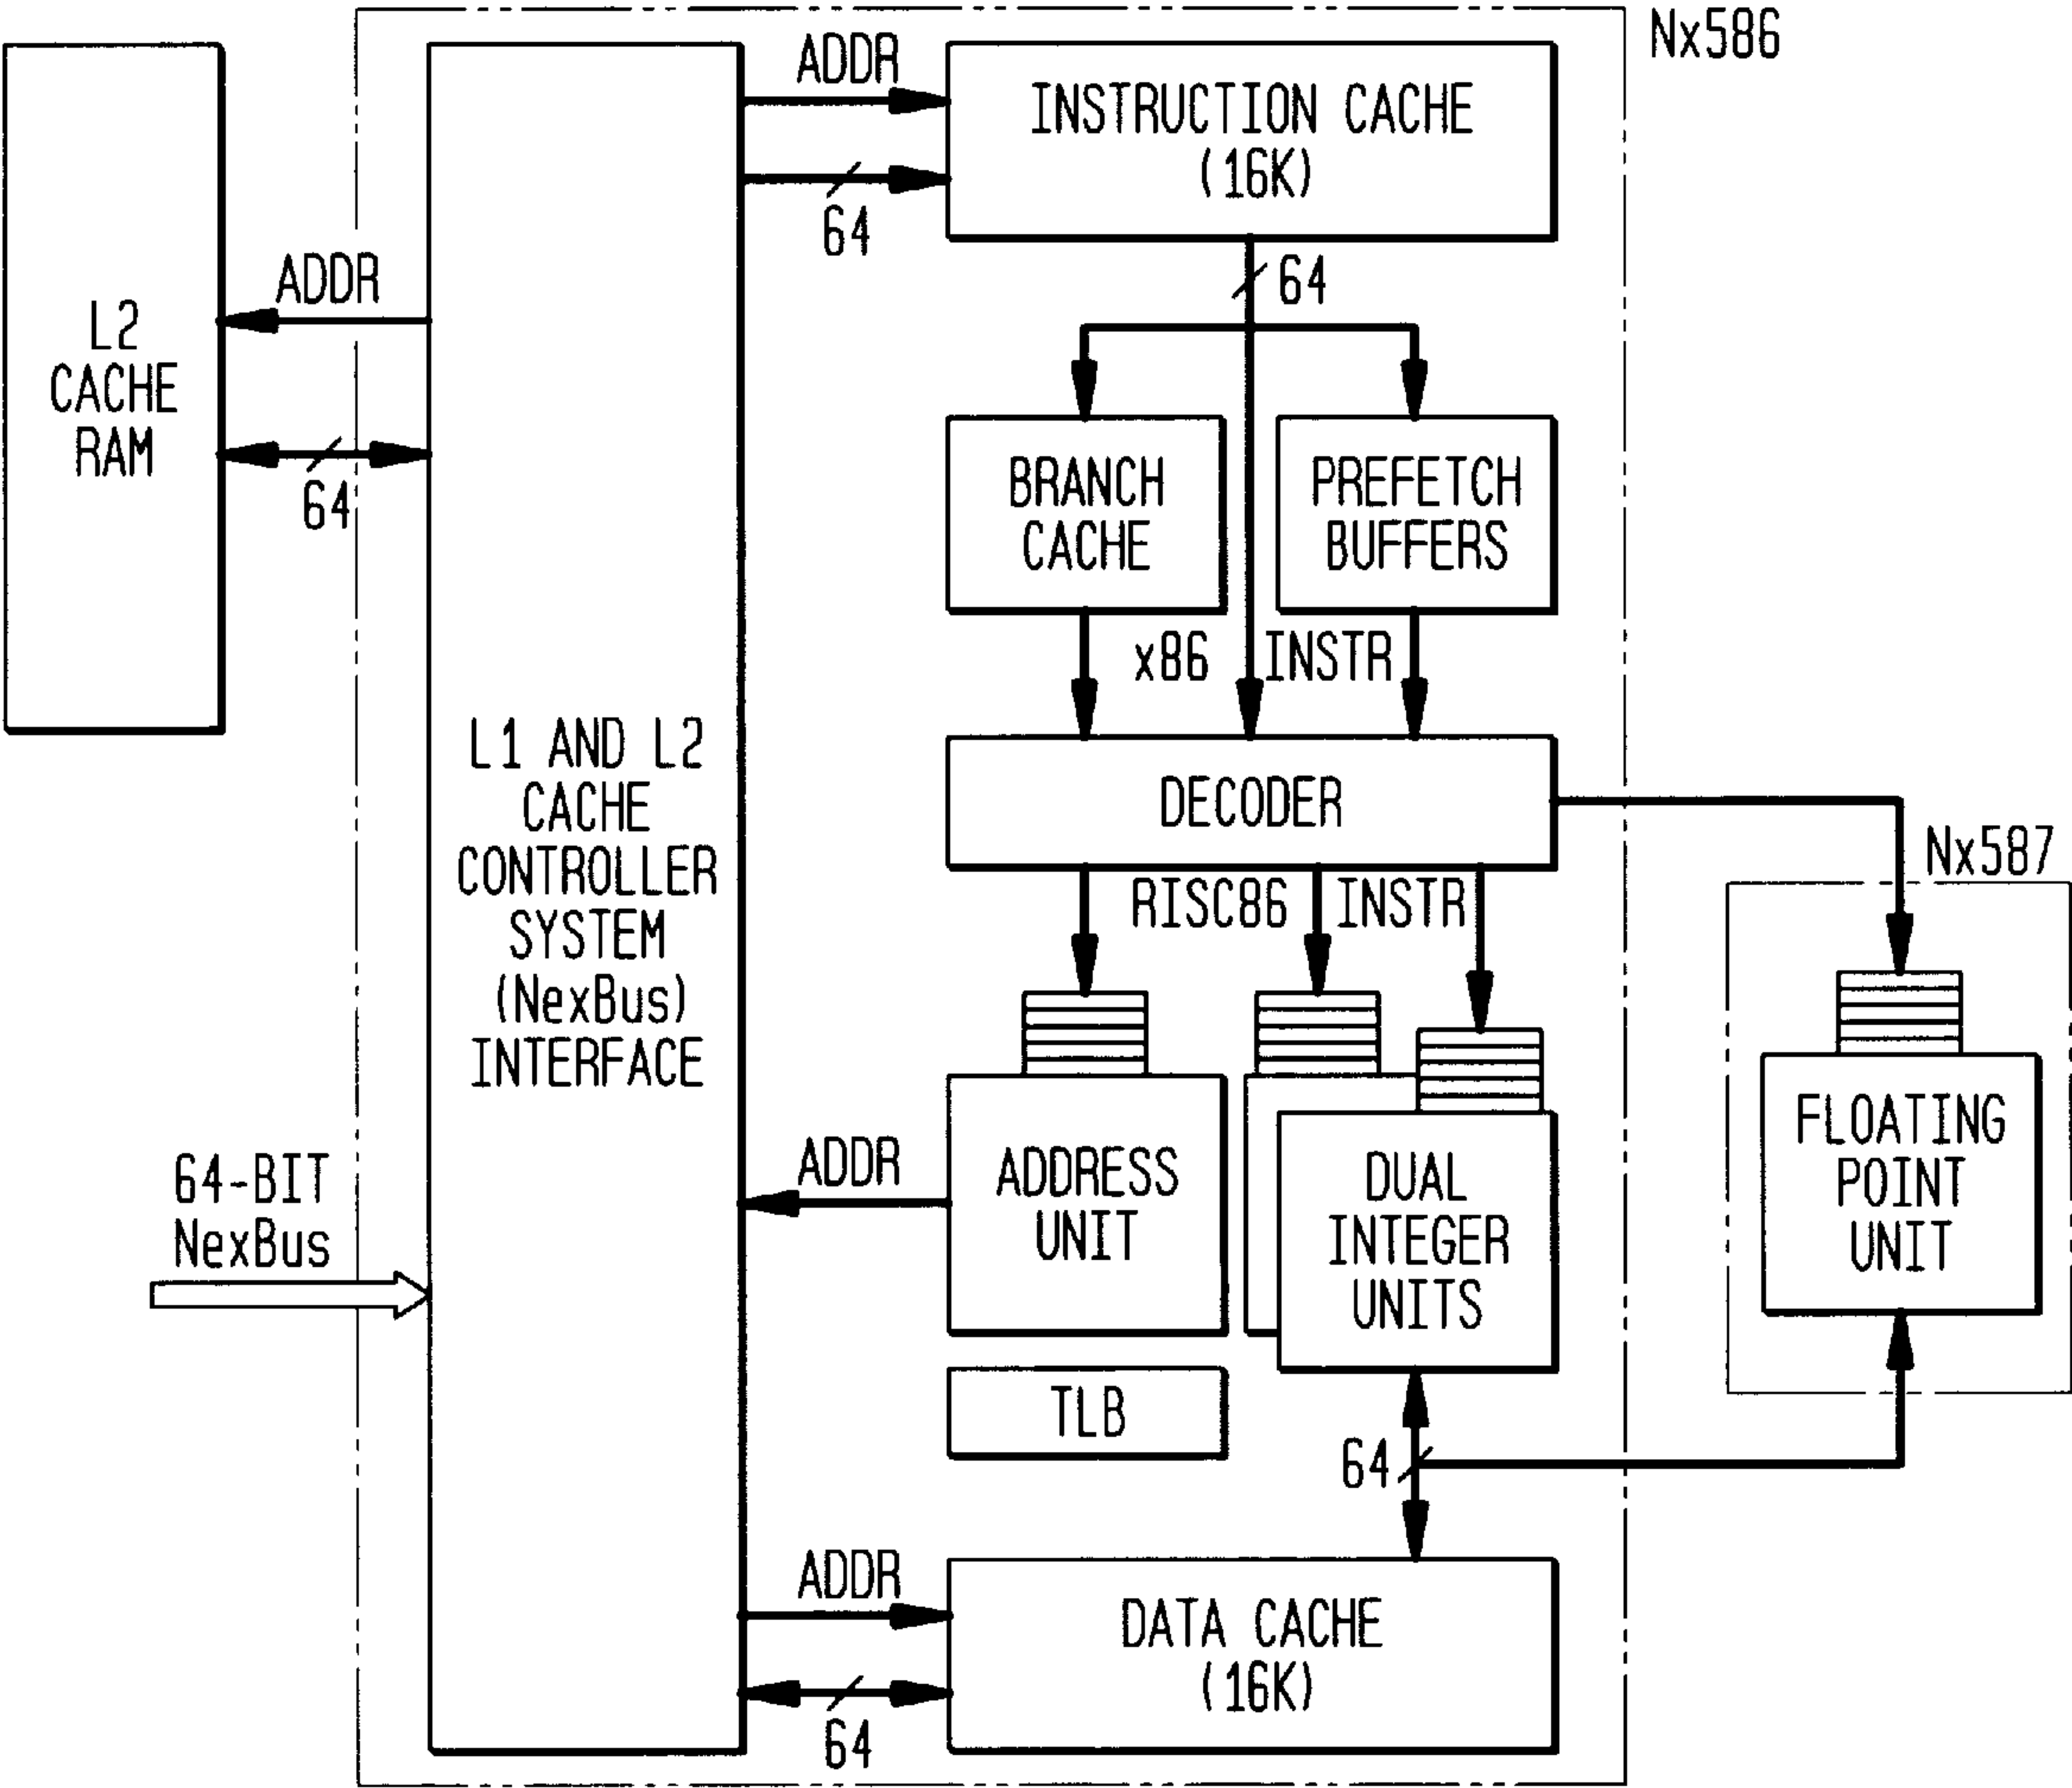 Nx586
ADDR
INSTRUCTION CACHE
(16K)
64
64
ADDR
L2
CACHE
RAM
64
BRANCH
CACHE
PREFETCH
BUFFERS
x86 INSTR
L1 AND L2
CACHE
CONTROLLER
SYSTEM
(NexBus)
INTERFACE
DECODER
Nx587
RISC86 INSTR
64-BIT
NexBus
ADDR
ADDRESS
UNIT
DUAL
INTEGER
UNITS
FLOATING
POINT
UNIT
TLB
64
ADDR
DATA CACHE
(16K)
64